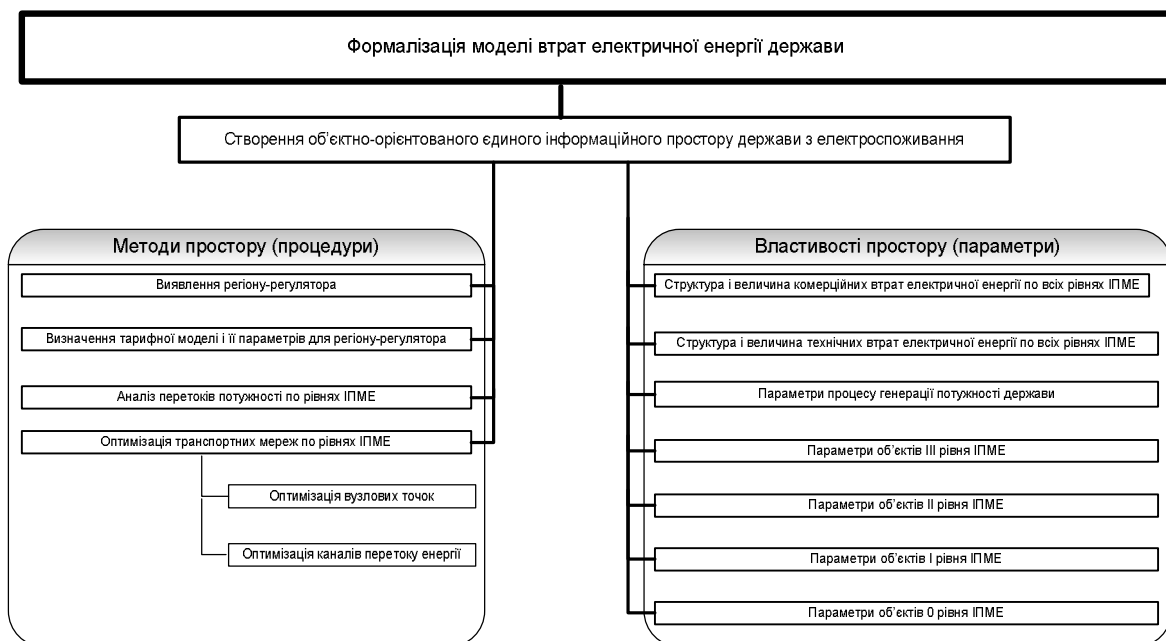 Формалізація моделі втрат електричної енергії держави
Створення об'єктно-орієнтованого єдиного інформаційного простору держави з електроспоживання
Методи простору (процедури)
Виявлення регіону-регулятора
Визначення тарифної моделі і її параметрів для регіону-регулятора
Аналіз перетоків потужності по рівнях ІПМЕ
Оптимізація транспортних мереж по рівнях ІПМЕ
Оптимізація вузлових точок
Оптимізація каналів перетоку енергії
Властивості простору (параметри)
Структура і величина комерційних втрат електричної енергії по всіх рівнях ІПМЕ
Структура і величина технічних втрат електричної енергії по всіх рівнях ІПМЕ
Параметри процесу генерації потужності держави
Параметри об'єктів III рівня ІПМЕ
Параметри об'єктів II рівня ІПМЕ
Параметри об'єктів I рівня ІПМЕ
Параметри об'єктів 0 рівня ІПМЕ